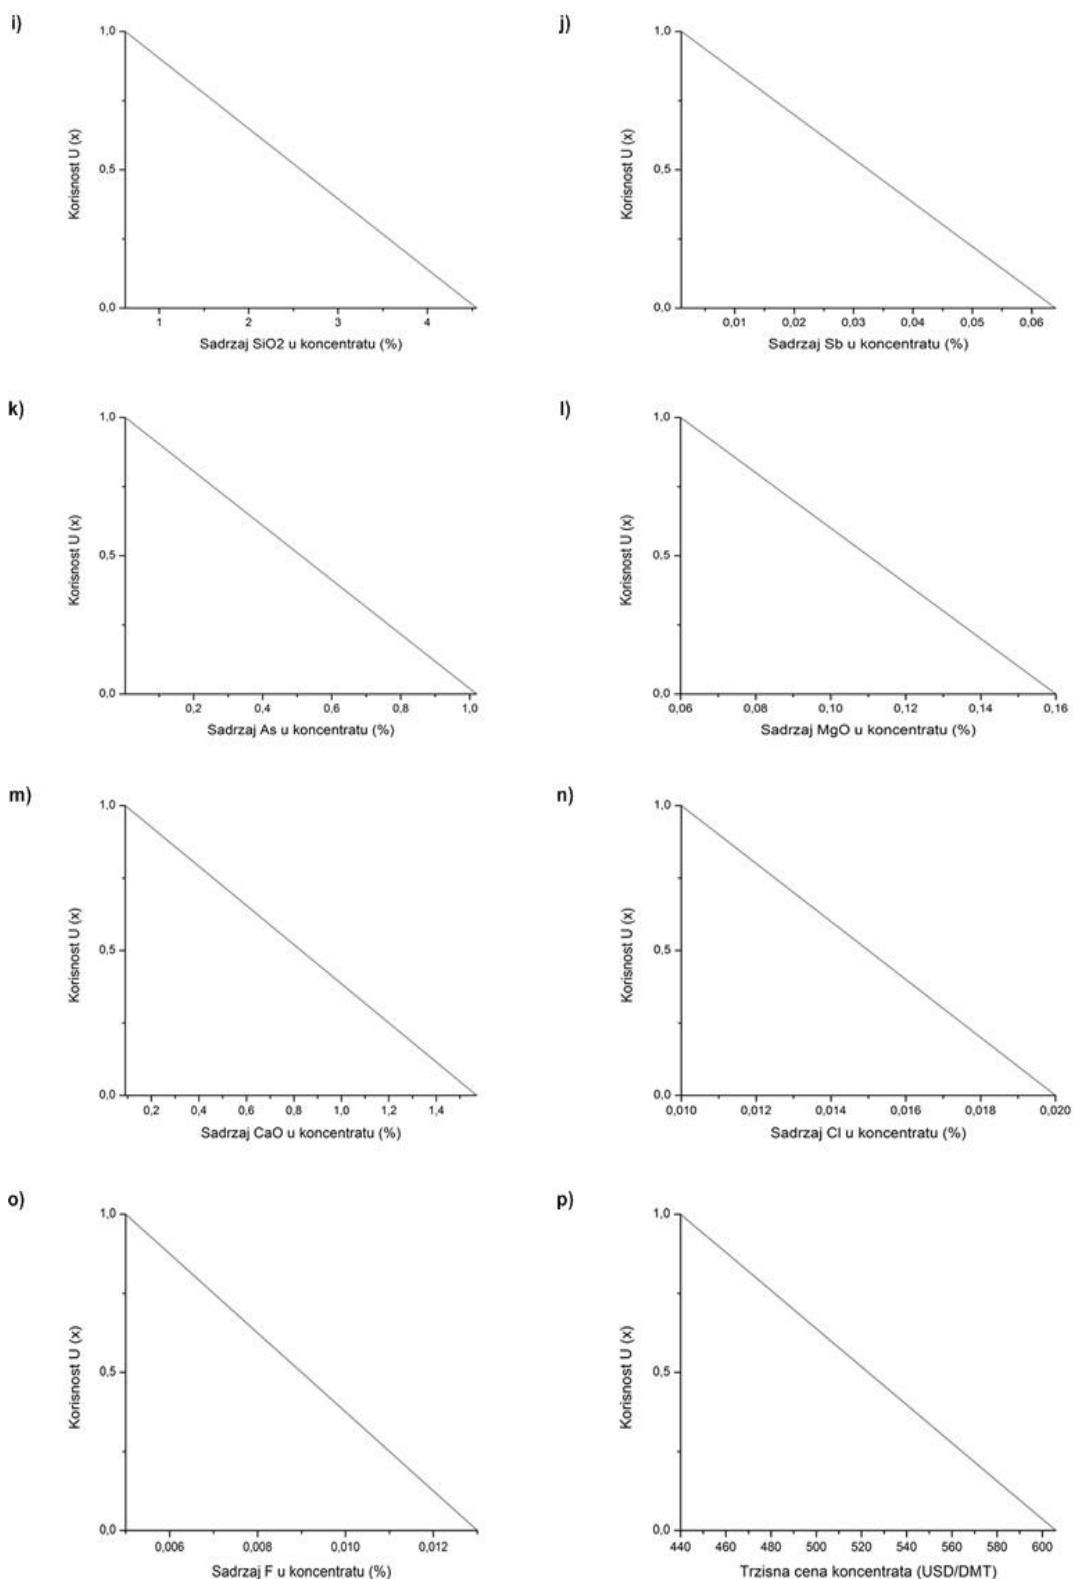 i)
1,0
0,5
0,0
Korisnost U (x)
1 2 3 4
Sadrzaj SiO2 u koncentratu (%)
j)
1,0
0,5
0,0
Korisnost U (x)
0,01 0,02 0,03 0,04 0,05 0,06
Sadrzaj Sb u koncentratu (%)
k)
1,0
0,5
0,0
Korisnost U (x)
0,2 0,4 0,6 0,8 1,0
Sadrzaj As u koncentratu (%)
l)
1,0
0,5
0,0
Korisnost U (x)
0,06 0,08 0,10 0,12 0,14 0,16
Sadrzaj MgO u koncentratu (%)
m)
1,0
0,5
0,0
Korisnost U (x)
0,2 0,4 0,6 0,8 1,0 1,2 1,4
Sadrzaj CaO u koncentratu (%)
n)
1,0
0,5
0,0
Korisnost U (x)
0,010 0,012 0,014 0,016 0,018 0,020
Sadrzaj Cl u koncentratu (%)
o)
1,0
0,5
0,0
Korisnost U (x)
0,006 0,008 0,010 0,012
Sadrzaj F u koncentratu (%)
p)
1,0
0,5
0,0
Korisnost U (x)
440 460 480 500 520 540 560 580 600
Trzisna cena koncentrata (USD/DMT)